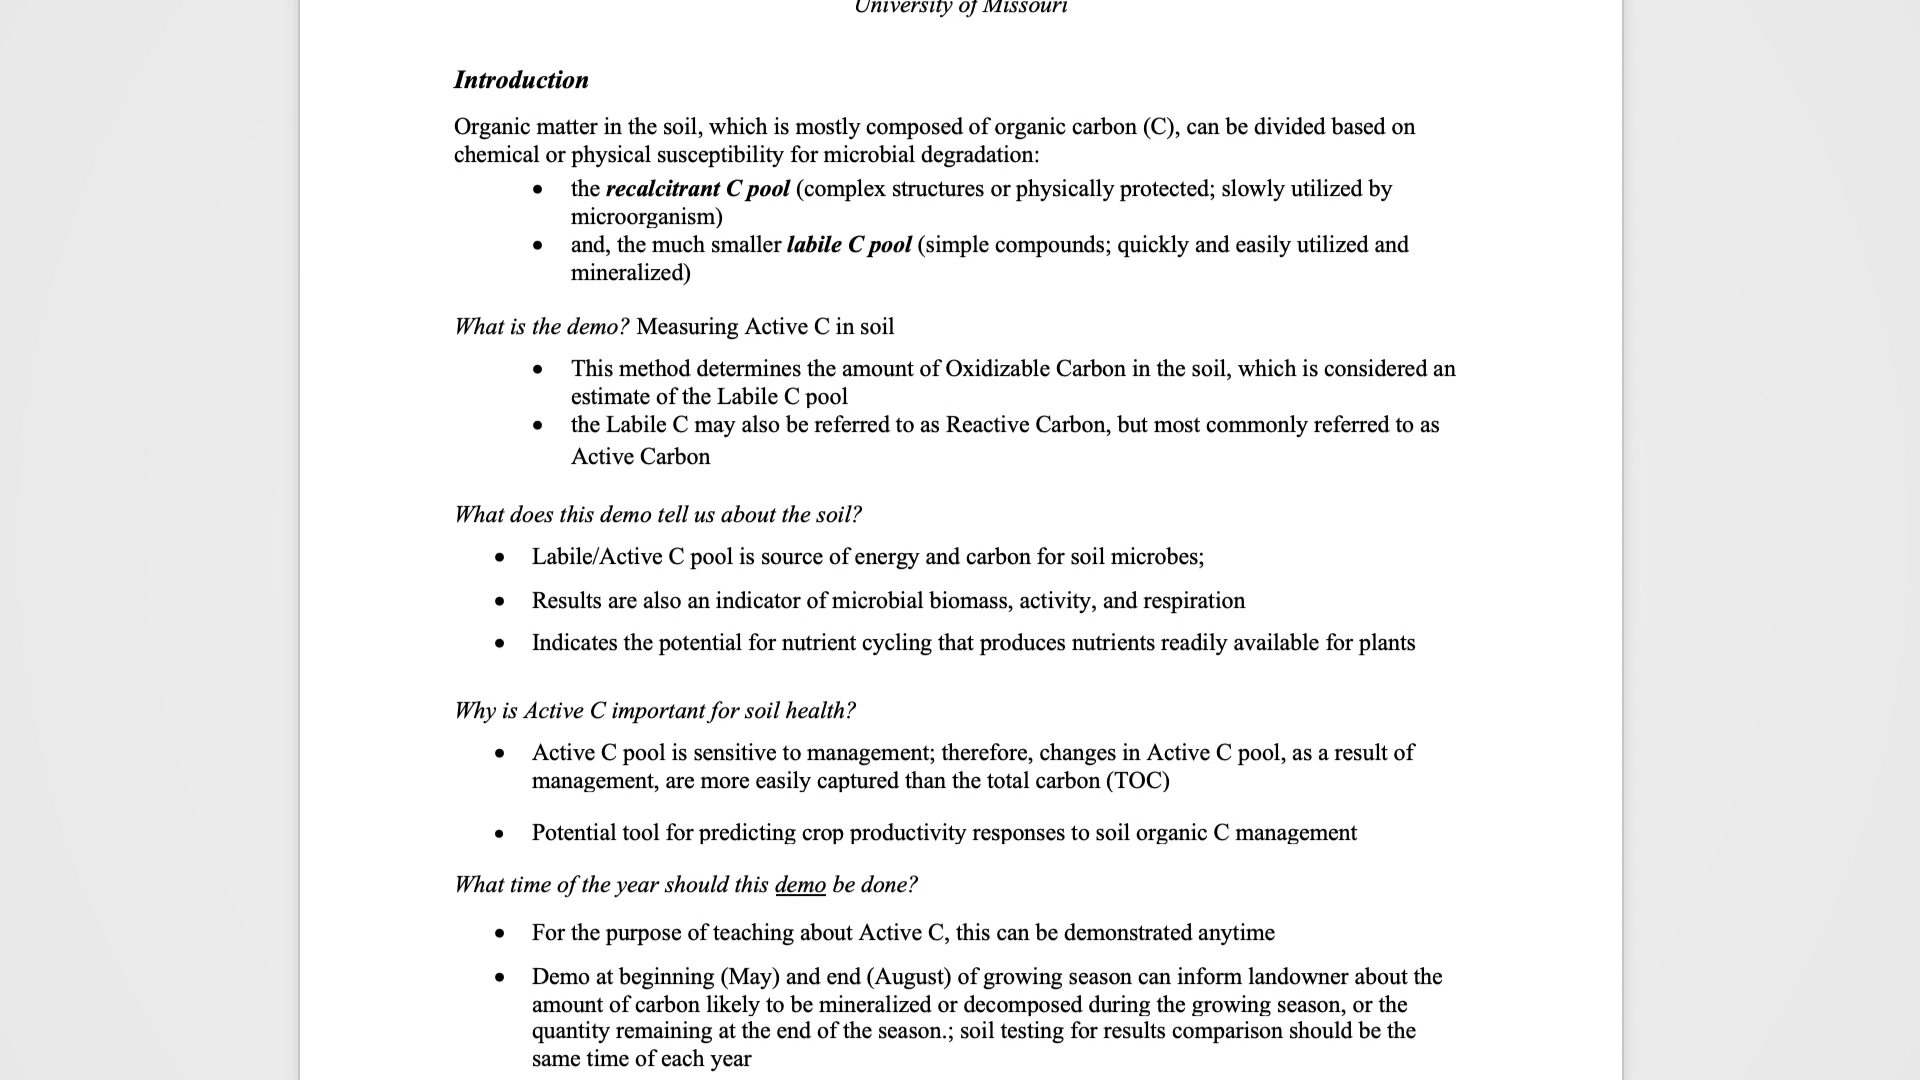 University of Missouri
Introduction
Organic matter in the soil, which is mostly composed of organic carbon (C), can be divided based on
chemical or physical susceptibility for microbial degradation:
• the recalcitrant C pool (complex structures or physically protected; slowly utilized by
microorganism)
• and, the much smaller labile C pool (simple compounds; quickly and easily utilized and
mineralized)
What is the demo? Measuring Active C in soil
• This method determines the amount of Oxidizable Carbon in the soil, which is considered an
estimate of the Labile C pool
• the Labile C may also be referred to as Reactive Carbon, but most commonly referred to as
Active Carbon
What does this demo tell us about the soil?
• Labile/Active C pool is source of energy and carbon for soil microbes;
• Results are also an indicator of microbial biomass, activity, and respiration
• Indicates the potential for nutrient cycling that produces nutrients readily available for plants
Why is Active C important for soil health?
• Active C pool is sensitive to management; therefore, changes in Active C pool, as a result of
management, are more easily captured than the total carbon (TOC)
• Potential tool for predicting crop productivity responses to soil organic C management
What time of the year should this demo be done?
• For the purpose of teaching about Active C, this can be demonstrated anytime
• Demo at beginning (May) and end (August) of growing season can inform landowner about the
amount of carbon likely to be mineralized or decomposed during the growing season, or the
quantity remaining at the end of the season.; soil testing for results comparison should be the
same time of each year